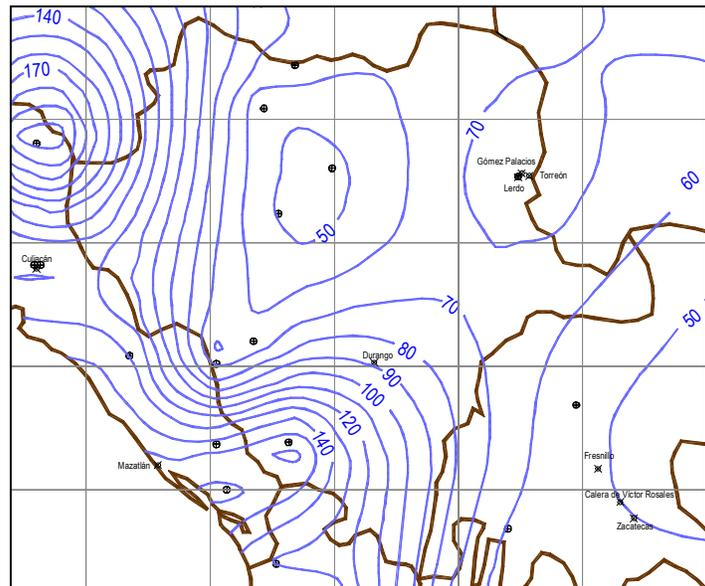 140
170
70
Gómez Palacios
Torreón
Lerdo
60
50
Culiacán
70
50
Durango
80
90
100
120
140
Mazatlán
Fresnillo
Calera de Victor Rosales
Zacatecas